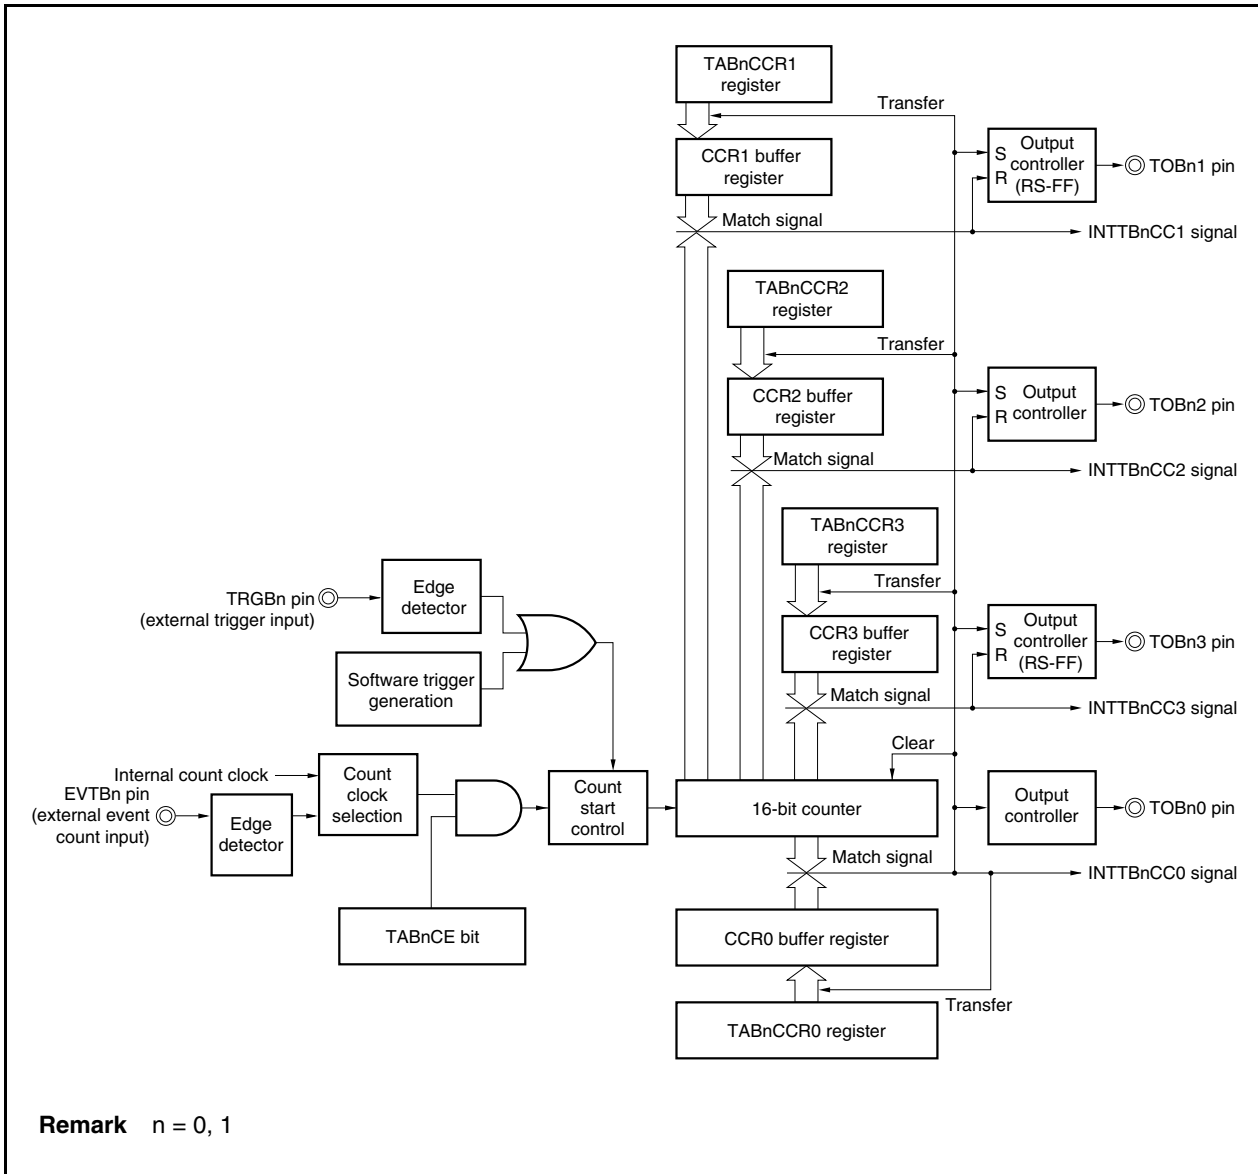 TABnCCR1
register
Transfer
CCR1 buffer
register
S
R
Output
controller
(RS-FF)
TOBn1 pin
Match signal
INTTBnCC1 signal
TABnCCR2
register
Transfer
CCR2 buffer
register
S
R
Output
controller
TOBn2 pin
Match signal
INTTBnCC2 signal
TABnCCR3
register
Transfer
CCR3 buffer
register
S
R
Output
controller
(RS-FF)
TOBn3 pin
Match signal
INTTBnCC3 signal
TRGBn pin
(external trigger input)
Edge
detector
Software trigger
generation
Internal count clock
EVTBn pin
(external event
count input)
Edge
detector
Count
clock
selection
Count
start
control
Clear
16-bit counter
Output
controller
TOBn0 pin
Match signal
INTTBnCC0 signal
TABnCE bit
CCR0 buffer register
Transfer
TABnCCR0 register
Remark n = 0, 1